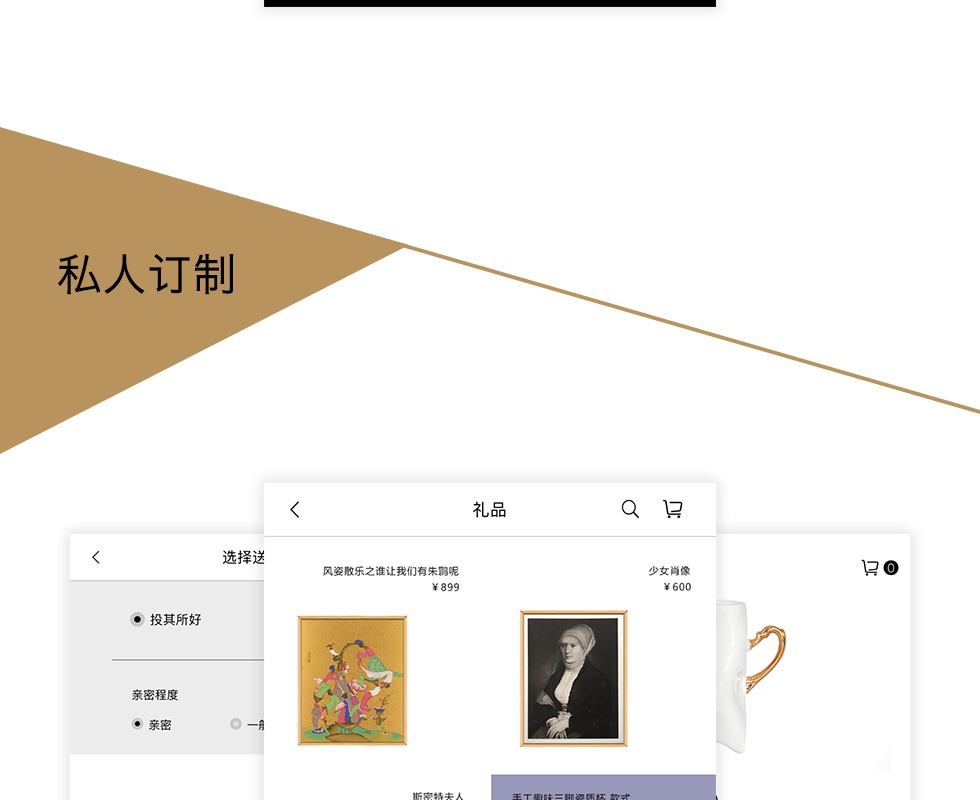 私人订制
礼品
选择送
0
风姿散乐之谁让我们有朱鹮呢
¥899
少女肖像
¥600
投其所好
亲密程度
亲密
一般
斯密特夫人
手工趣味三脚瓷质杯 款式